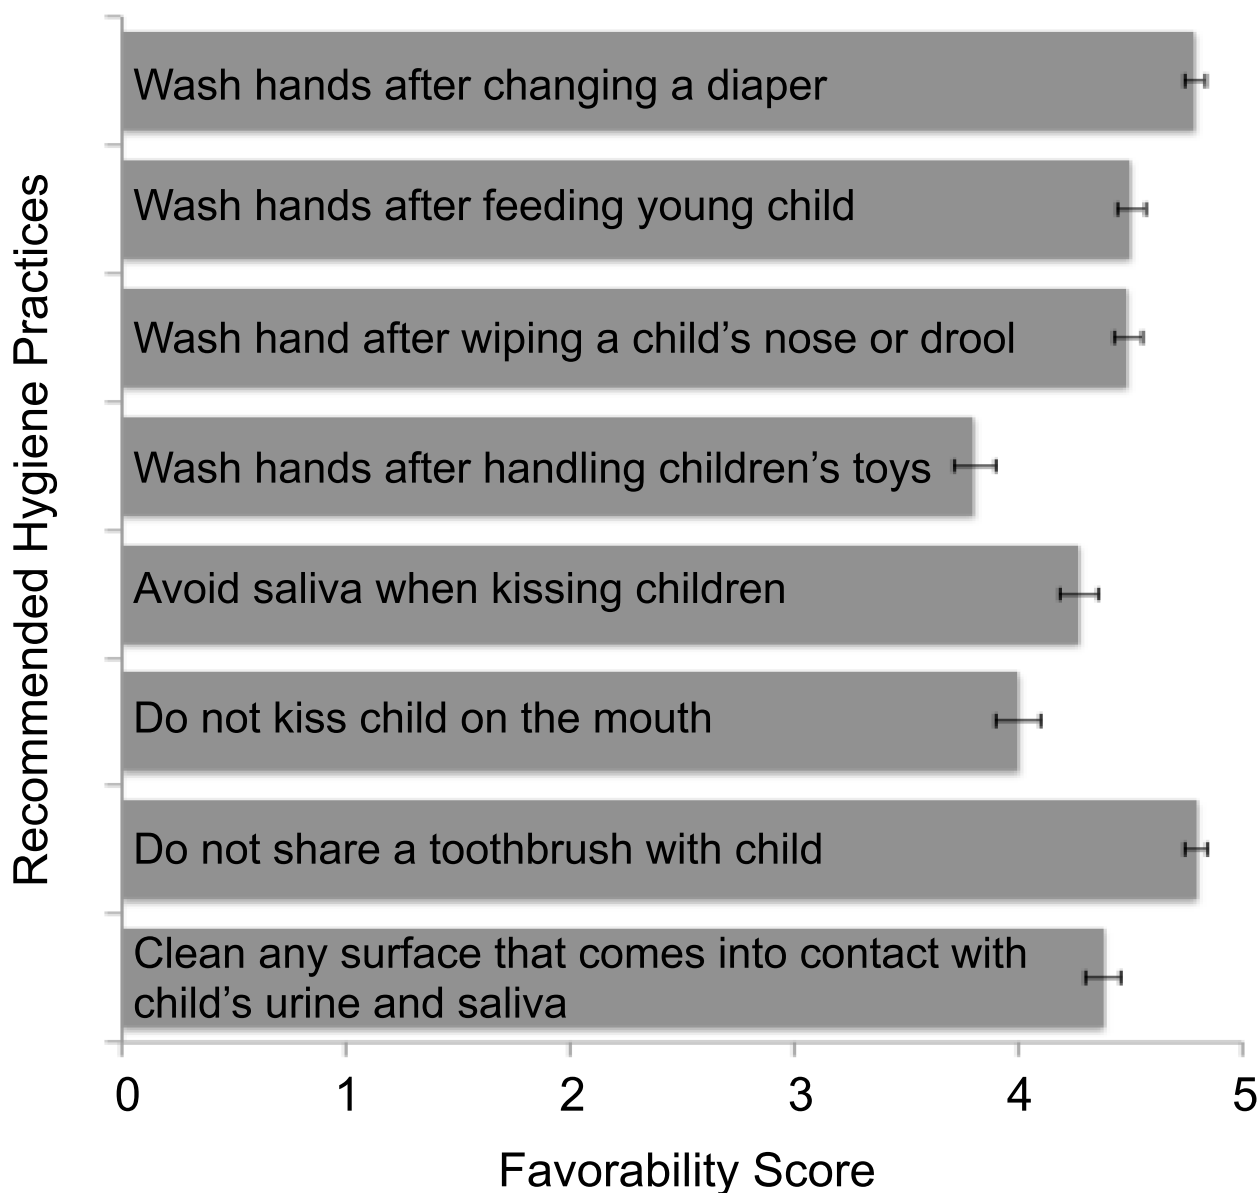 Recommended Hygiene Practices
Wash hands after changing a diaper
Wash hands after feeding young child
Wash hand after wiping a child’s nose or drool
Wash hands after handling children’s toys
Avoid saliva when kissing children
Do not kiss child on the mouth
Do not share a toothbrush with child
Clean any surface that comes into contact with
child’s urine and saliva
0 1 2 3 4 5
Favorability Score